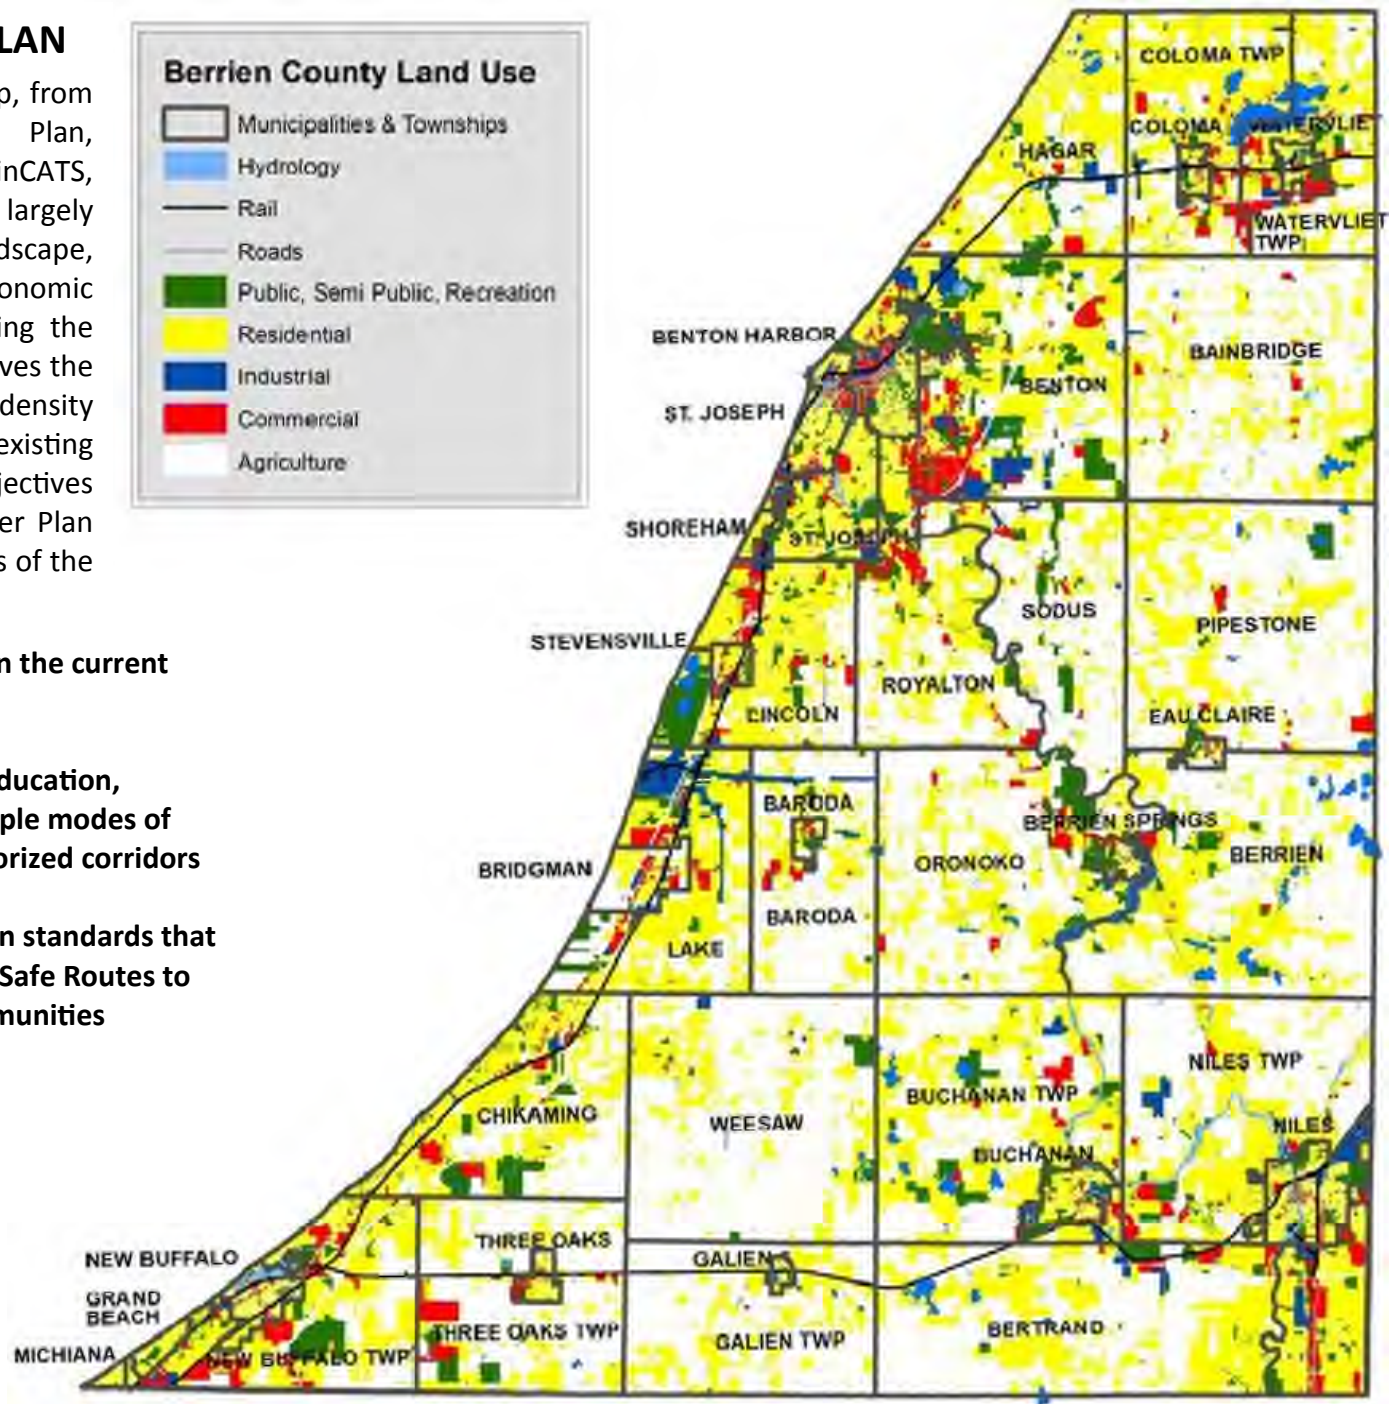 LAN
p, from
Plan,
inCATS,
largely
dscape,
onomic
ing the
ves the
density
existing
jectives
er Plan
s of the
n the current
ducation,
ple modes of
orized corridors
n standards that
Safe Routes to
munities
Berrien County Land Use
Municipalities & Townships
Hydrology
Rail
Roads
Public, Semi Public, Recreation
Residential
Industrial
Commercial
Agriculture
COLOMA TWP
COLOMA
WATERVLIE
HAGAR
WATERVLIET
TWP
BENTON HARBOR
BAINBRIDGE
BENTON
ST. JOSEPH
SHOREHAM
ST. JOSEPH
SODUS
PIPESTONE
STEVENSVILLE
ROYALTON
LINCOLN
EAU CLAIRE
BARODA
BERRIEN SPRINGS
BERRIEN
ORONOKO
BRIDGMAN
BARODA
LAKE
NILES TWP
BUCHANAN TWP
CHIKAMING
WEESAW
NILES
BUCHANAN
THREE OAKS
NEW BUFFALO
GALIEN
GRAND
BEACH
THREE OAKS TWP
GALIEN TWP
BERTRAND
MICHIANA
NEW BUFFALO TWP